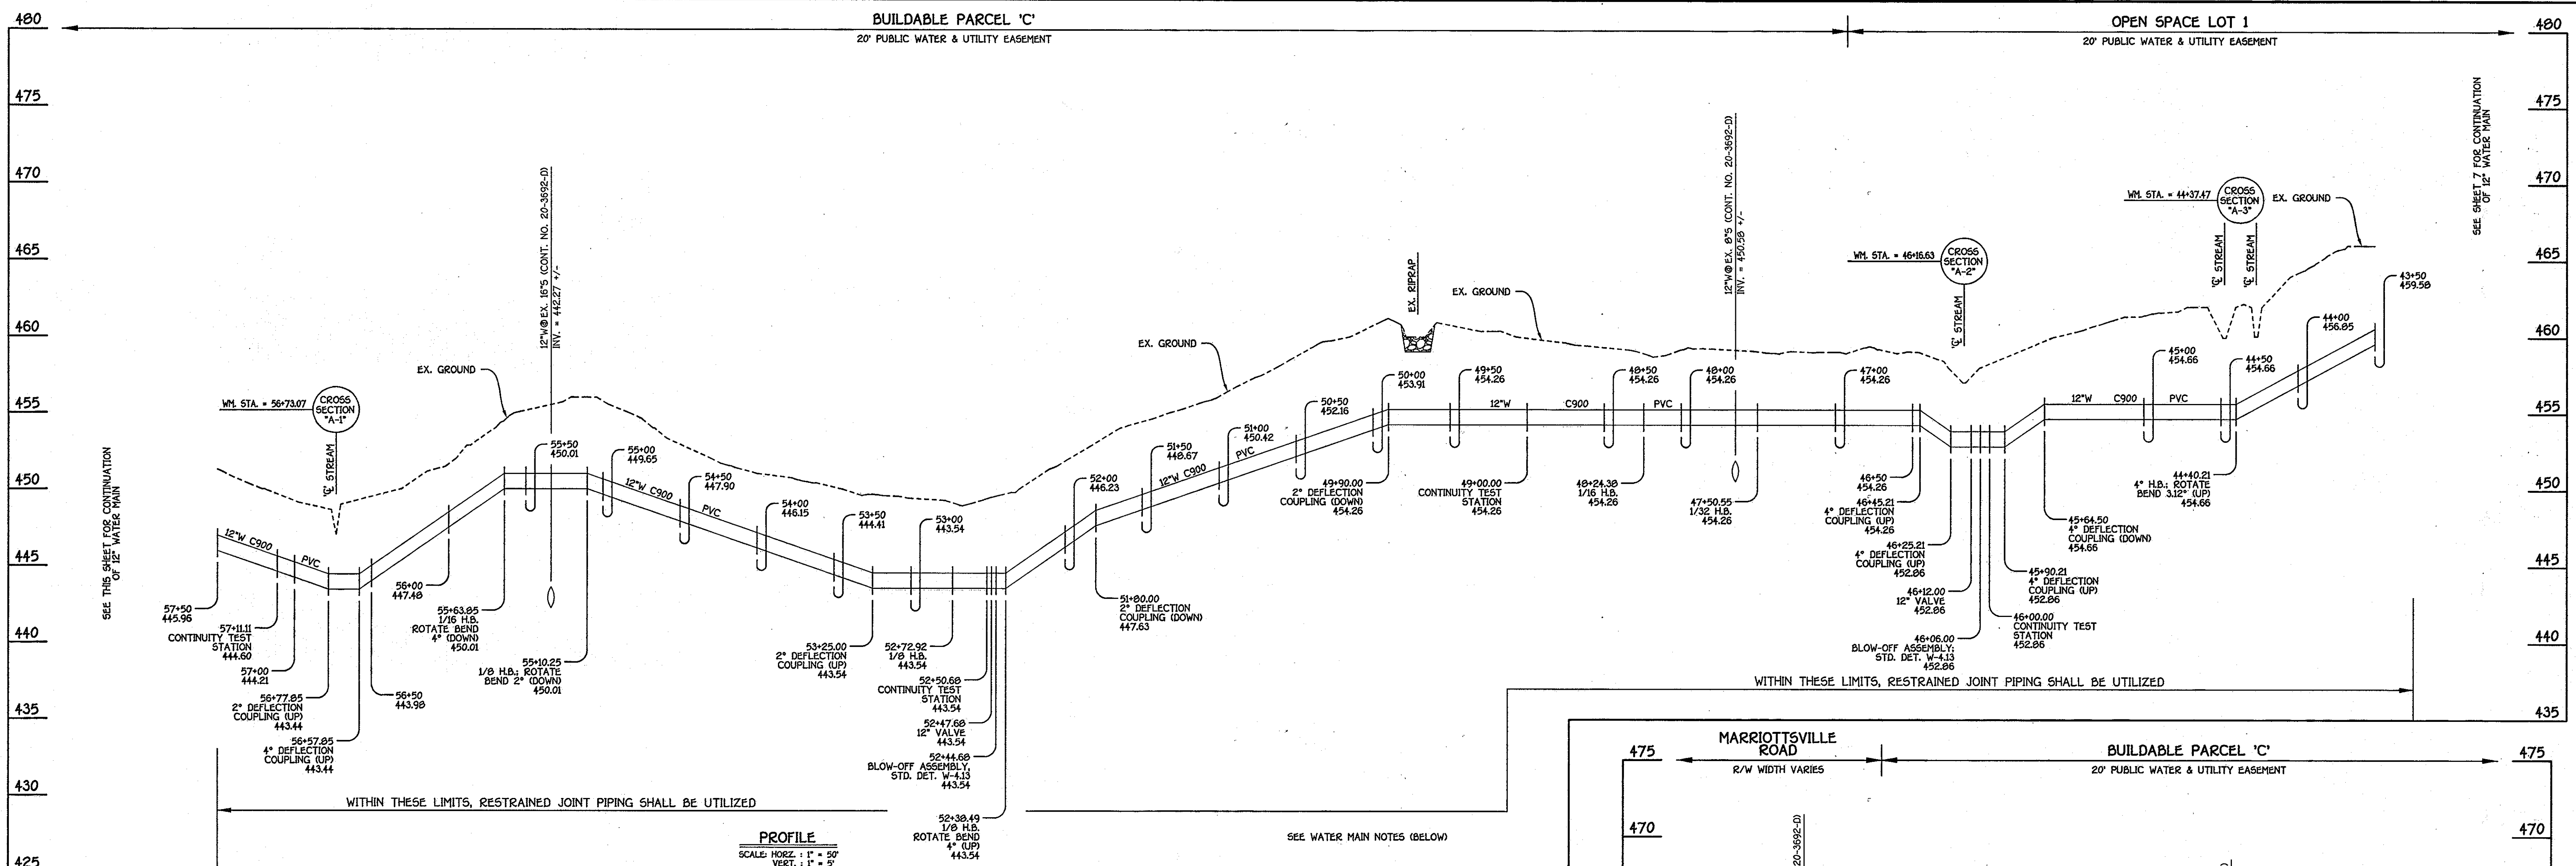 480
BUILDABLE PARCEL 'C'
20' PUBLIC WATER & UTILITY EASEMENT
OPEN SPACE LOT 1
20' PUBLIC WATER & UTILITY EASEMENT
480
475
475
470
470
465
465
460
460
455
455
450
450
445
445
440
440
435
435
430
425
SEE THIS SHEET FOR CONTINUATION
OF 12" WATER MAIN
WM. STA. = 56+73.07
CROSS
SECTION
"A-1"
℄ STREAM
EX. GROUND
12"W@EX. 16"S (CONT. NO. 20-3692-D)
INV. = 442.27 +/-
12"W C900
PVC
57+50
445.96
57+11.11
CONTINUITY TEST
STATION
444.60
57+00
444.21
56+77.85
2° DEFLECTION
COUPLING (UP)
443.44
56+57.85
4° DEFLECTION
COUPLING (UP)
443.44
56+50
443.98
56+00
447.48
55+63.85
1/16 H.B.
ROTATE BEND
4° (DOWN)
450.01
55+50
450.01
55+10.25
1/8 H.B.; ROTATE
BEND 2° (DOWN)
450.01
55+00
449.65
12"W C900
PVC
54+50
447.90
54+00
446.15
53+50
444.41
53+25.00
2° DEFLECTION
COUPLING (UP)
443.54
53+00
443.54
52+72.92
1/8 H.B.
443.54
52+50.68
CONTINUITY TEST
STATION
443.54
52+47.68
12" VALVE
443.54
52+44.68
BLOW-OFF ASSEMBLY,
STD. DET. W-4.13
443.54
52+38.49
1/8 H.B.
ROTATE BEND
4° (UP)
443.54
52+00
446.23
51+80.00
2° DEFLECTION
COUPLING (DOWN)
447.63
51+50
448.67
12"W C900
PVC
51+00
450.42
50+50
452.16
50+00
453.91
EX. GROUND
EX. RIPRAP
EX. GROUND
49+90.00
2° DEFLECTION
COUPLING (DOWN)
454.26
49+50
454.26
12"W C900 PVC
49+00.00
CONTINUITY TEST
STATION
454.26
48+50
454.26
48+24.38
1/16 H.B.
454.26
48+00
454.26
12"W@EX. 8"S (CONT. NO. 20-3692-D)
INV. = 450.58 +/-
47+50.55
1/32 H.B.
454.26
47+00
454.26
46+50
454.26
46+45.21
4° DEFLECTION
COUPLING (UP)
454.26
46+25.21
4° DEFLECTION
COUPLING (UP)
452.86
46+12.00
12" VALVE
452.86
46+06.00
BLOW-OFF ASSEMBLY;
STD. DET. W-4.13
452.86
46+00.00
CONTINUITY TEST
STATION
452.86
45+90.21
4° DEFLECTION
COUPLING (UP)
452.86
45+64.50
4° DEFLECTION
COUPLING (DOWN)
454.66
WM. STA. = 46+16.63
CROSS
SECTION
"A-2"
℄ STREAM
12"W C900 PVC
45+00
454.66
44+50
454.66
44+40.21
4° H.B.; ROTATE
BEND 3.12° (UP)
454.66
44+00
456.85
43+50
459.58
WM. STA. = 44+37.47
CROSS
SECTION
"A-3"
℄ STREAM
℄ STREAM
EX. GROUND
SEE SHEET 7 FOR CONTINUATION
OF 12" WATER MAIN
WITHIN THESE LIMITS, RESTRAINED JOINT PIPING SHALL BE UTILIZED
WITHIN THESE LIMITS, RESTRAINED JOINT PIPING SHALL BE UTILIZED
PROFILE
SCALE: HORZ. : 1" = 50'
VERT. : 1" = 5'
SEE WATER MAIN NOTES (BELOW)
475
MARRIOTTSVILLE
ROAD
R/W WIDTH VARIES
BUILDABLE PARCEL 'C'
20' PUBLIC WATER & UTILITY EASEMENT
475
470
20-3692-D)
470